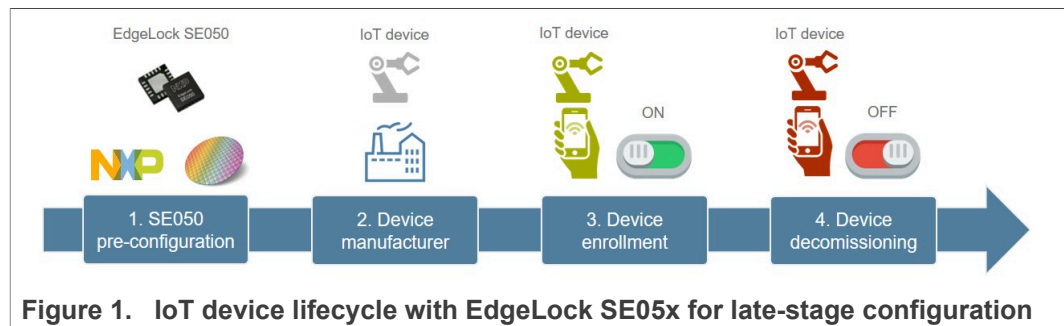 EdgeLock SE050
IoT device
IoT device
IoT device
ON
OFF
NXP
1. SE050
pre-configuration
2. Device
manufacturer
3. Device
enrollment
4. Device
decomissioning
Figure 1. IoT device lifecycle with EdgeLock SE05x for late-stage configuration